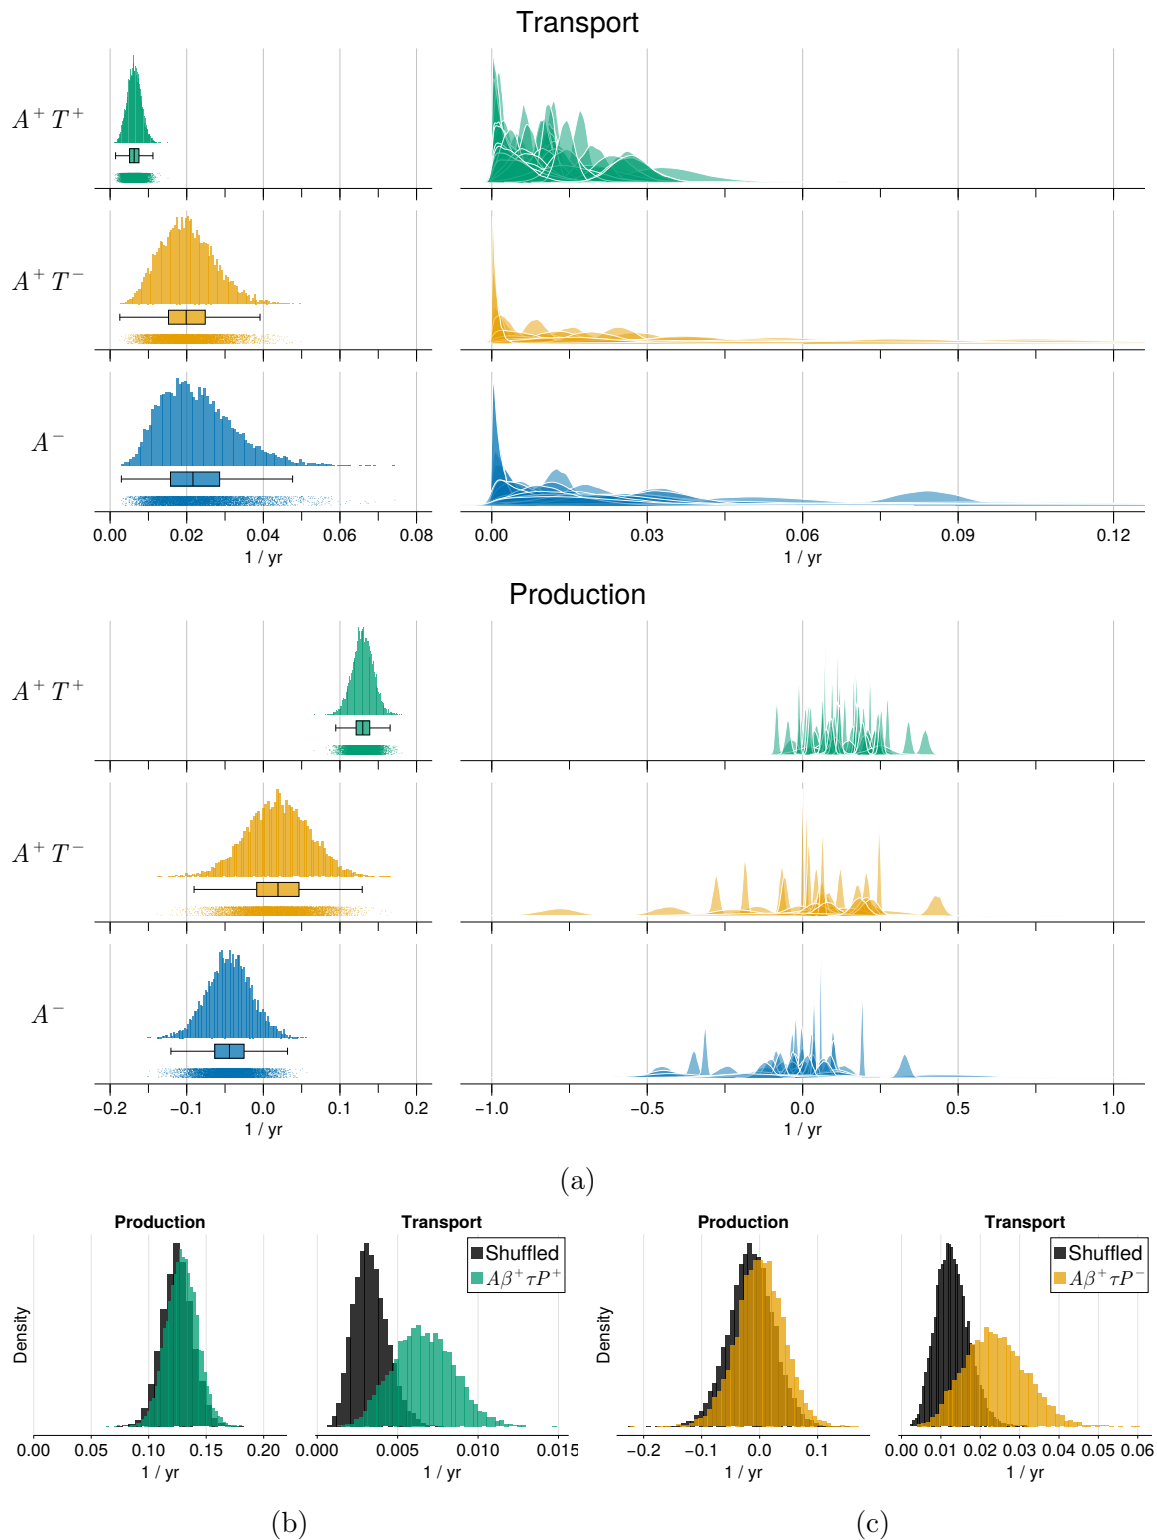 Transport
A⁺ T⁺
A⁺ T⁻
A⁻
0.00 0.02 0.04 0.06 0.08
1 / yr
0.00 0.03 0.06 0.09 0.12
1 / yr
Production
A⁺ T⁺
A⁺ T⁻
A⁻
−0.2 −0.1 0.0 0.1 0.2
1 / yr
−1.0 −0.5 0.0 0.5 1.0
1 / yr
(a)
Production
Density
0.00 0.05 0.10 0.15 0.20
1 / yr
Transport
Shuffled
Aβ⁺τP⁺
0.000 0.005 0.010 0.015
1 / yr
(b)
Production
Density
−0.2 −0.1 0.0 0.1
1 / yr
Transport
Shuffled
Aβ⁺τP⁻
0.00 0.01 0.02 0.03 0.04 0.05 0.06
1 / yr
(c)